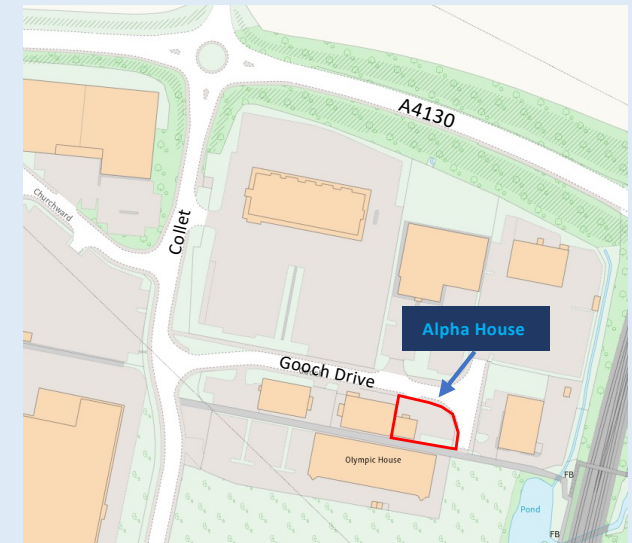 A4130
Churchward
Collet
Alpha House
Gooch Drive
Olympic House
FB
Pond
FB